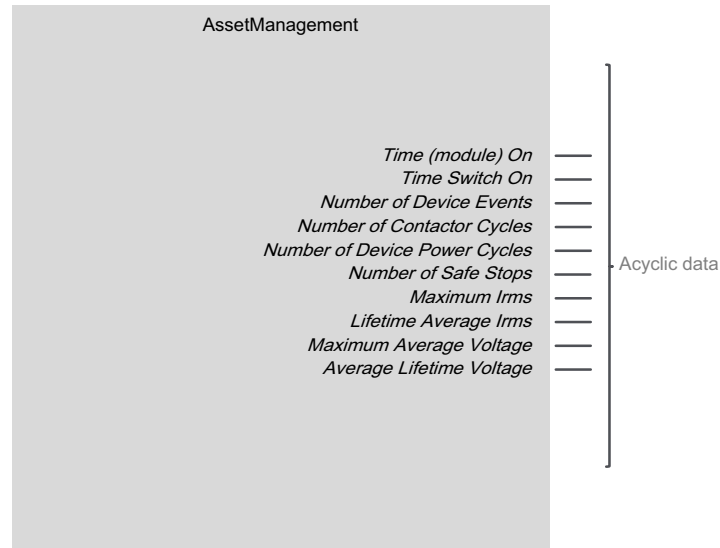 AssetManagement
Time (module) On
Time Switch On
Number of Device Events
Number of Contactor Cycles
Number of Device Power Cycles
Number of Safe Stops
Maximum Irms
Lifetime Average Irms
Maximum Average Voltage
Average Lifetime Voltage
Acyclic data